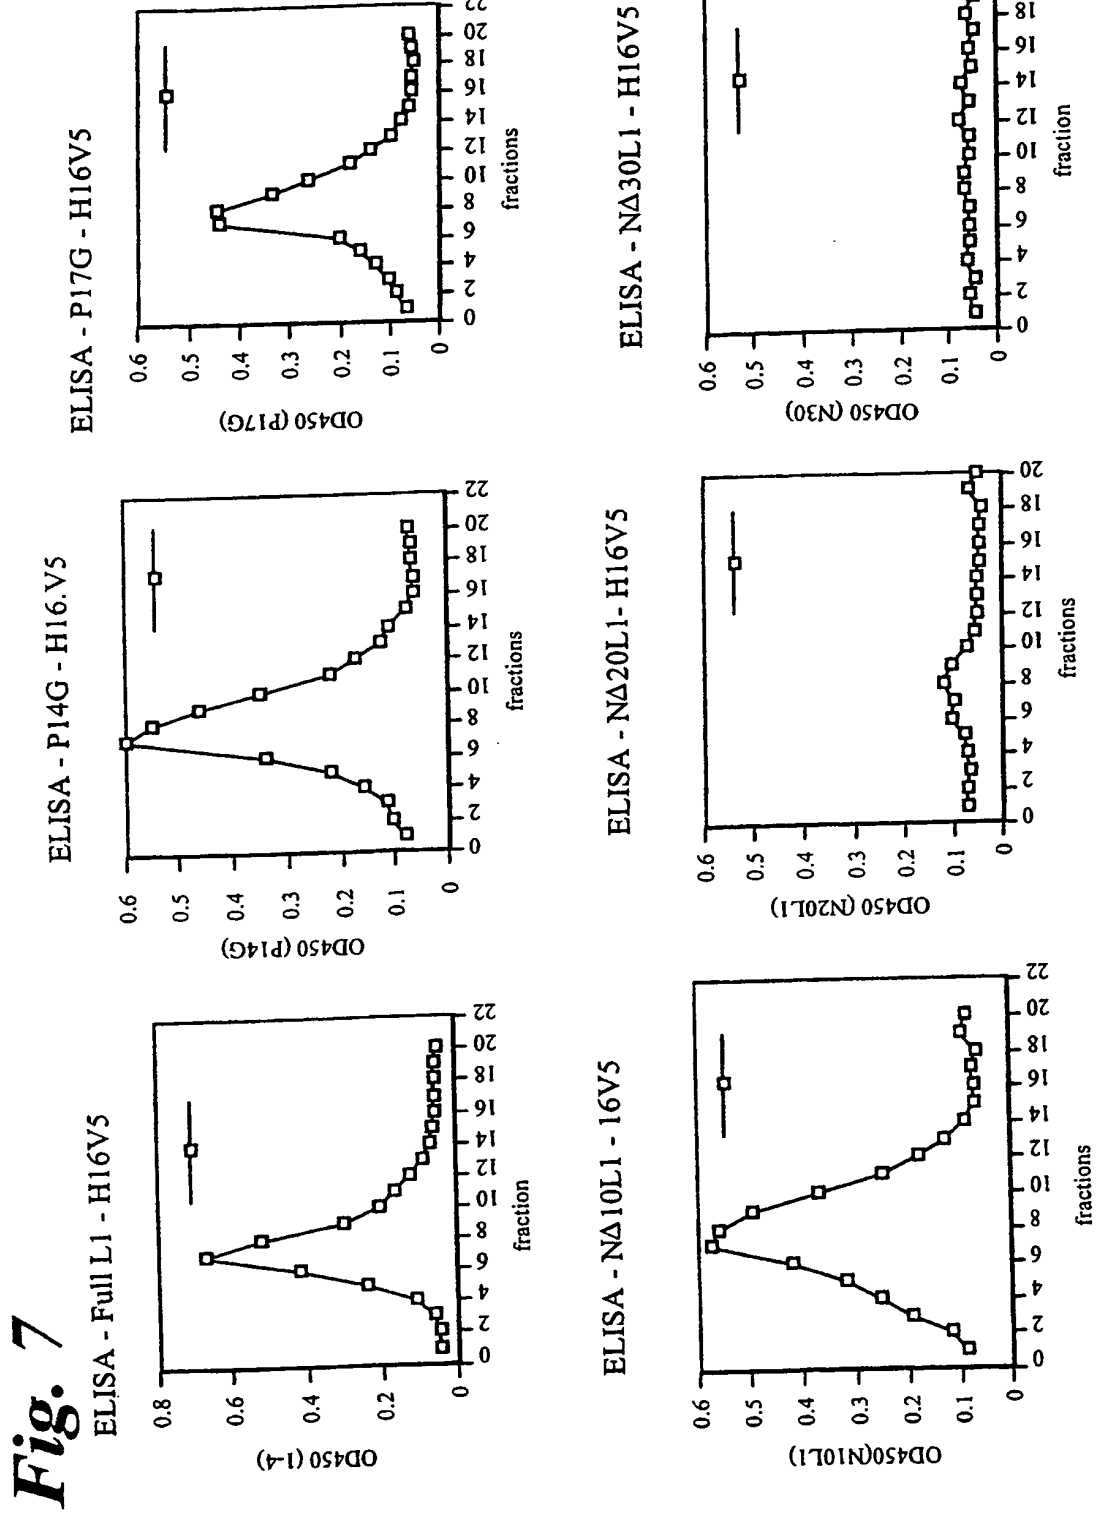 Fig. 7
ELISA - Full L1 - H16V5
OD450 (1-4)
0.8
0.6
0.4
0.2
0
0 2 4 6 8 10 12 14 16 18 20 22
fraction
ELISA - P14G - H16.V5
OD450 (P14G)
0.6
0.5
0.4
0.3
0.2
0.1
0
0 2 4 6 8 10 12 14 16 18 20 22
fractions
ELISA - P17G - H16V5
OD450 (P17G)
0.6
0.5
0.4
0.3
0.2
0.1
0
0 2 4 6 8 10 12 14 16 18 20 22
fractions
ELISA - NΔ10L1 - 16V5
OD450(N10L1)
0.6
0.5
0.4
0.3
0.2
0.1
0
0 2 4 6 8 10 12 14 16 18 20 22
fractions
ELISA - NΔ20L1- H16V5
OD450 (N20L1)
0.6
0.5
0.4
0.3
0.2
0.1
0
0 2 4 6 8 10 12 14 16 18 20
fractions
ELISA - NΔ30L1 - H16V5
OD450 (N30)
0.6
0.5
0.4
0.3
0.2
0.1
0
0 2 4 6 8 10 12 14 16 18
fraction